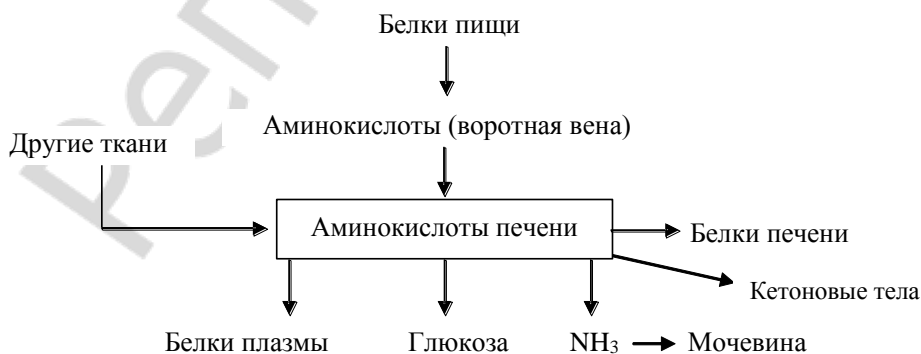 Белки пищи
Аминокислоты (воротная вена)
Другие ткани
Аминокислоты печени
Белки печени
Кетоновые тела
Белки плазмы Глюкоза NH₃ Мочевина